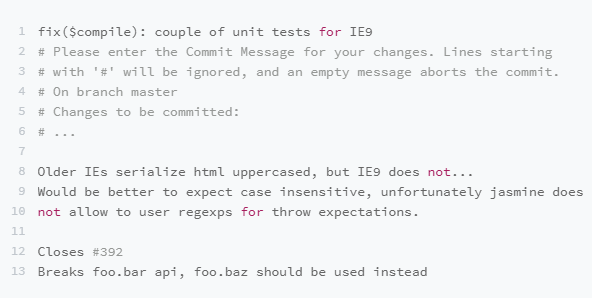 1 fix($compile): couple of unit tests for IE9
2 # Please enter the Commit Message for your changes. Lines starting
3 # with '#' will be ignored, and an empty message aborts the commit.
4 # On branch master
5 # Changes to be committed:
6 # ...
7
8 Older IEs serialize html uppercased, but IE9 does not...
9 Would be better to expect case insensitive, unfortunately jasmine does
10 not allow to user regexps for throw expectations.
11
12 Closes #392
13 Breaks foo.bar api, foo.baz should be used instead